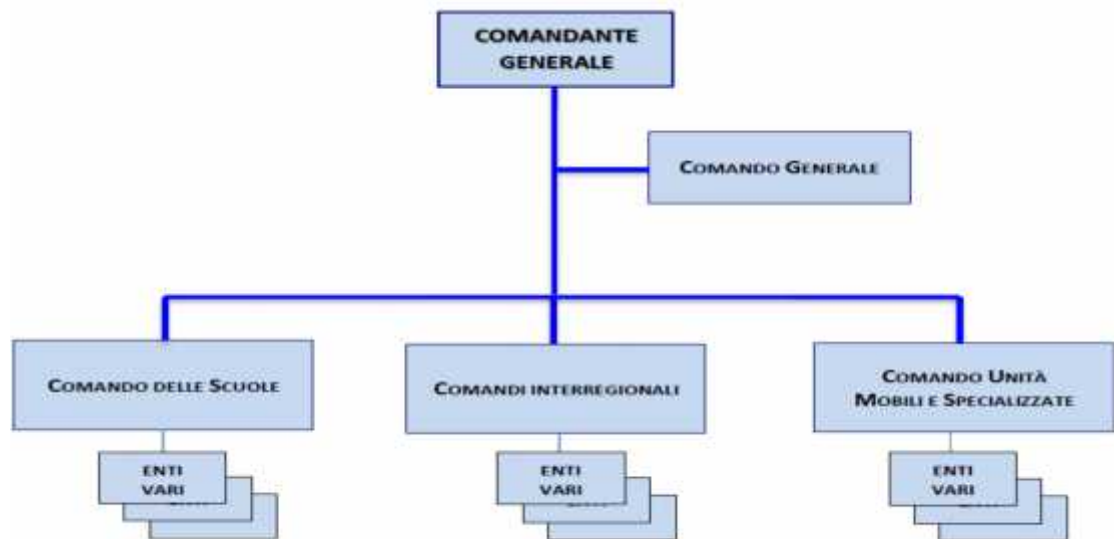 COMANDANTE
GENERALE
COMANDO GENERALE
COMANDO DELLE SCUOLE
COMANDI INTERREGIONALI
COMANDO UNITÀ
MOBILI E SPECIALIZZATE
ENTI
VARI
ENTI
VARI
ENTI
VARI